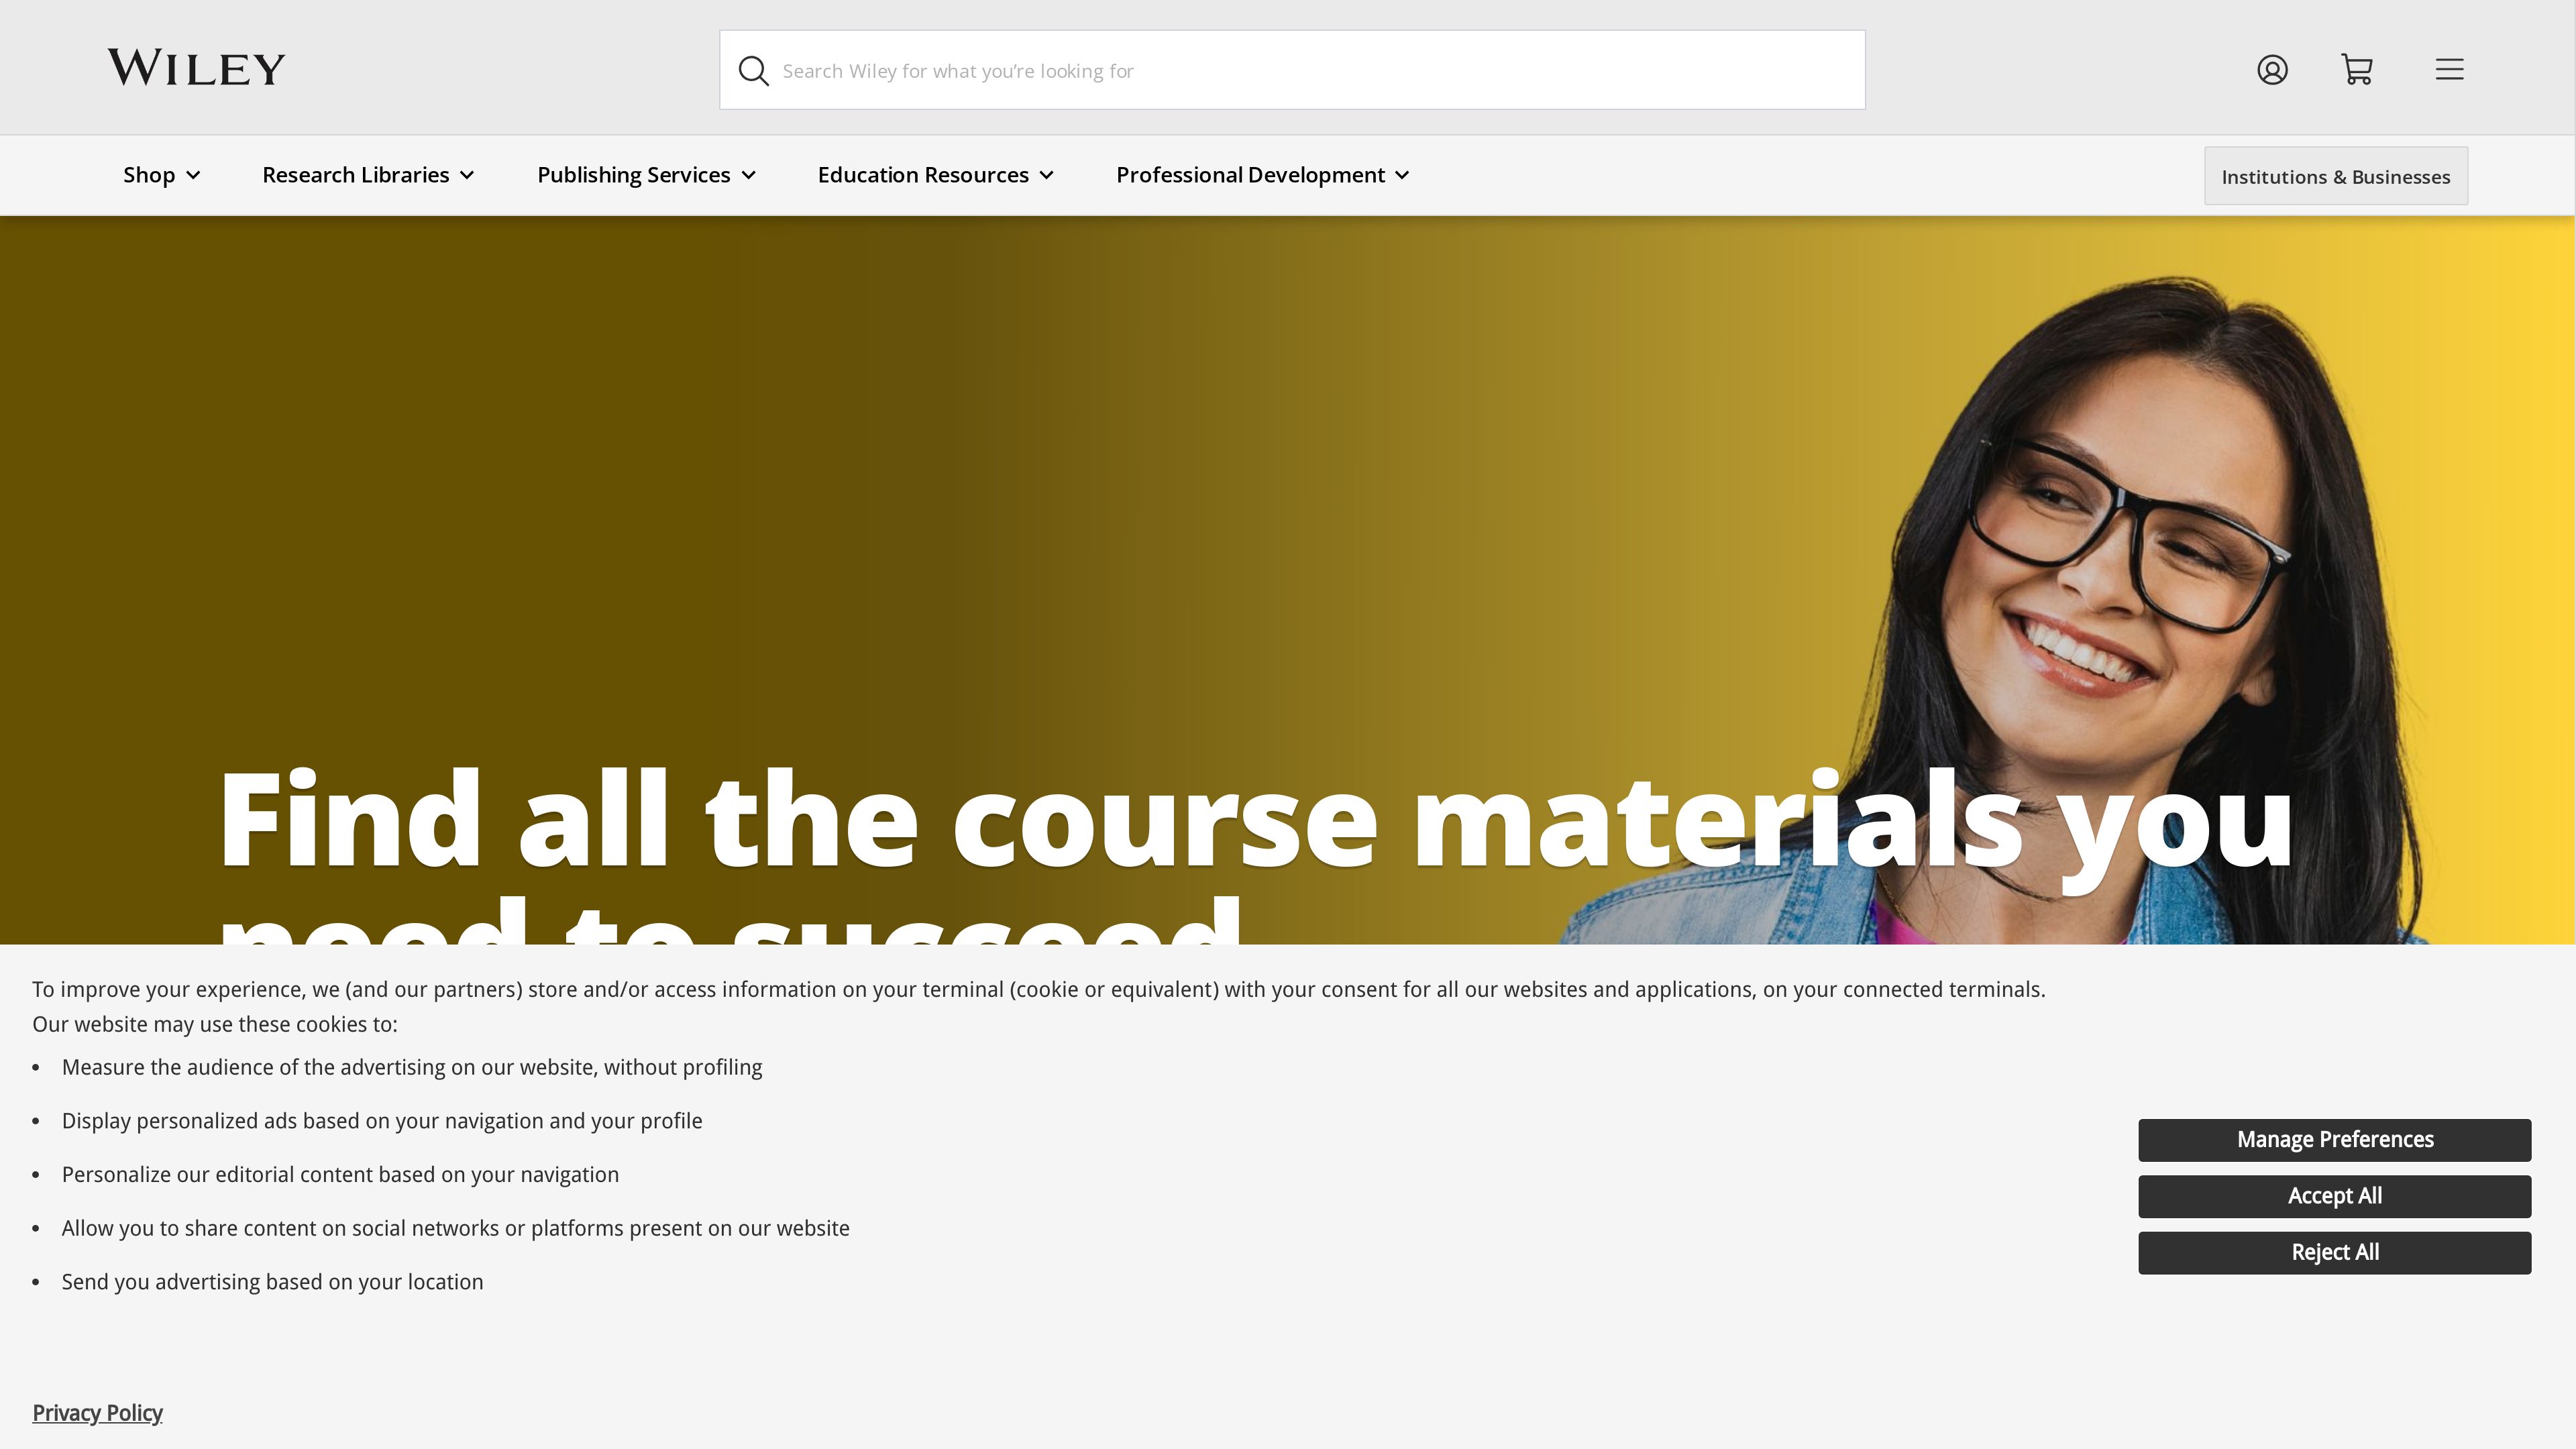 WILEY
Search Wiley for what you're looking for
Shop
Research Libraries
Publishing Services
Education Resources
Professional Development
Institutions & Businesses
Find all the course materials you
need to succeed
To improve your experience, we (and our partners) store and/or access information on your terminal (cookie or equivalent) with your consent for all our websites and applications, on your connected terminals.
Our website may use these cookies to:
• Measure the audience of the advertising on our website, without profiling
• Display personalized ads based on your navigation and your profile
• Personalize our editorial content based on your navigation
• Allow you to share content on social networks or platforms present on our website
• Send you advertising based on your location
Manage Preferences
Accept All
Reject All
Privacy Policy